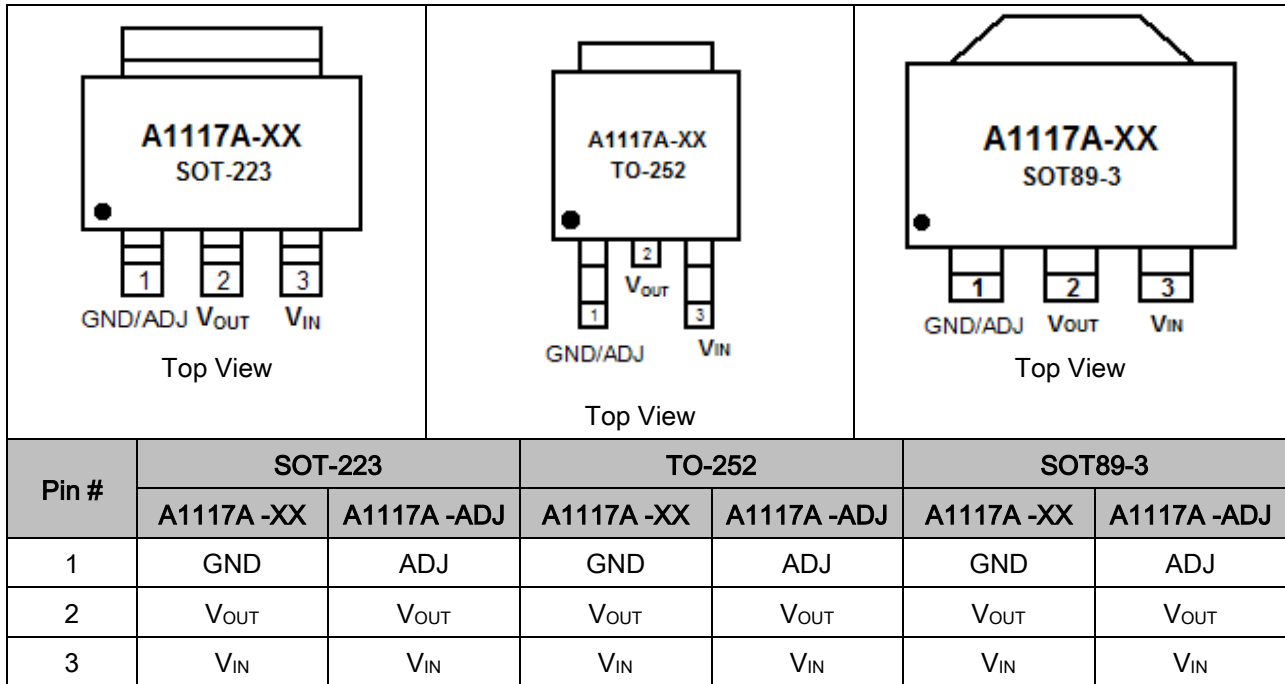 A1117A-XX
SOT-223
1 2 3
GND/ADJ VOUT VIN
Top View
A1117A-XX
TO-252
2
VOUT
1 3
GND/ADJ VIN
Top View
A1117A-XX
SOT89-3
1 2 3
GND/ADJ VOUT VIN
Top View
Pin # SOT-223 TO-252 SOT89-3
A1117A -XX A1117A -ADJ A1117A -XX A1117A -ADJ A1117A -XX A1117A -ADJ
1 GND ADJ GND ADJ GND ADJ
2 VOUT VOUT VOUT VOUT VOUT VOUT
3 VIN VIN VIN VIN VIN VIN